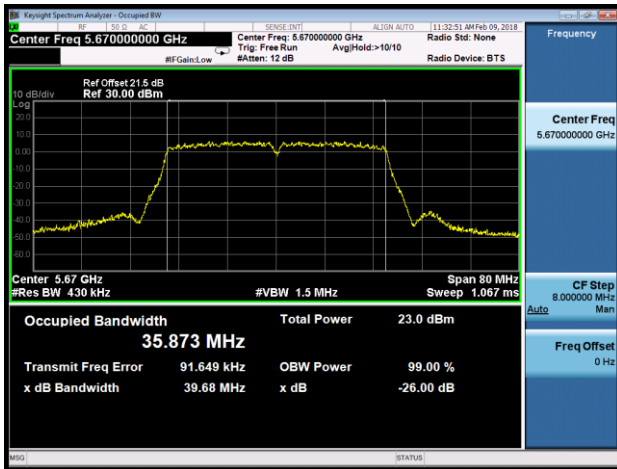 Keysight Spectrum Analyzer - Occupied BW
RF 50 Ω AC SENSE:INT ALIGN AUTO 11:32:51 AM Feb 09, 2018
Center Freq 5.670000000 GHz Center Freq: 5.670000000 GHz Radio Std: None
Trig: Free Run Avg|Hold:>10/10
#IFGain:Low #Atten: 12 dB Radio Device: BTS
Ref Offset 21.5 dB
10 dB/div Ref 30.00 dBm
Log
20.0
10.0
0.00
-10.0
-20.0
-30.0
-40.0
-50.0
-60.0
Center 5.67 GHz Span 80 MHz
#Res BW 430 kHz #VBW 1.5 MHz Sweep 1.067 ms
Occupied Bandwidth Total Power 23.0 dBm
35.873 MHz
Transmit Freq Error 91.649 kHz OBW Power 99.00 %
x dB Bandwidth 39.68 MHz x dB -26.00 dB
MSG STATUS
Frequency
Center Freq
5.670000000 GHz
CF Step
8.000000 MHz
Auto Man
Freq Offset
0 Hz